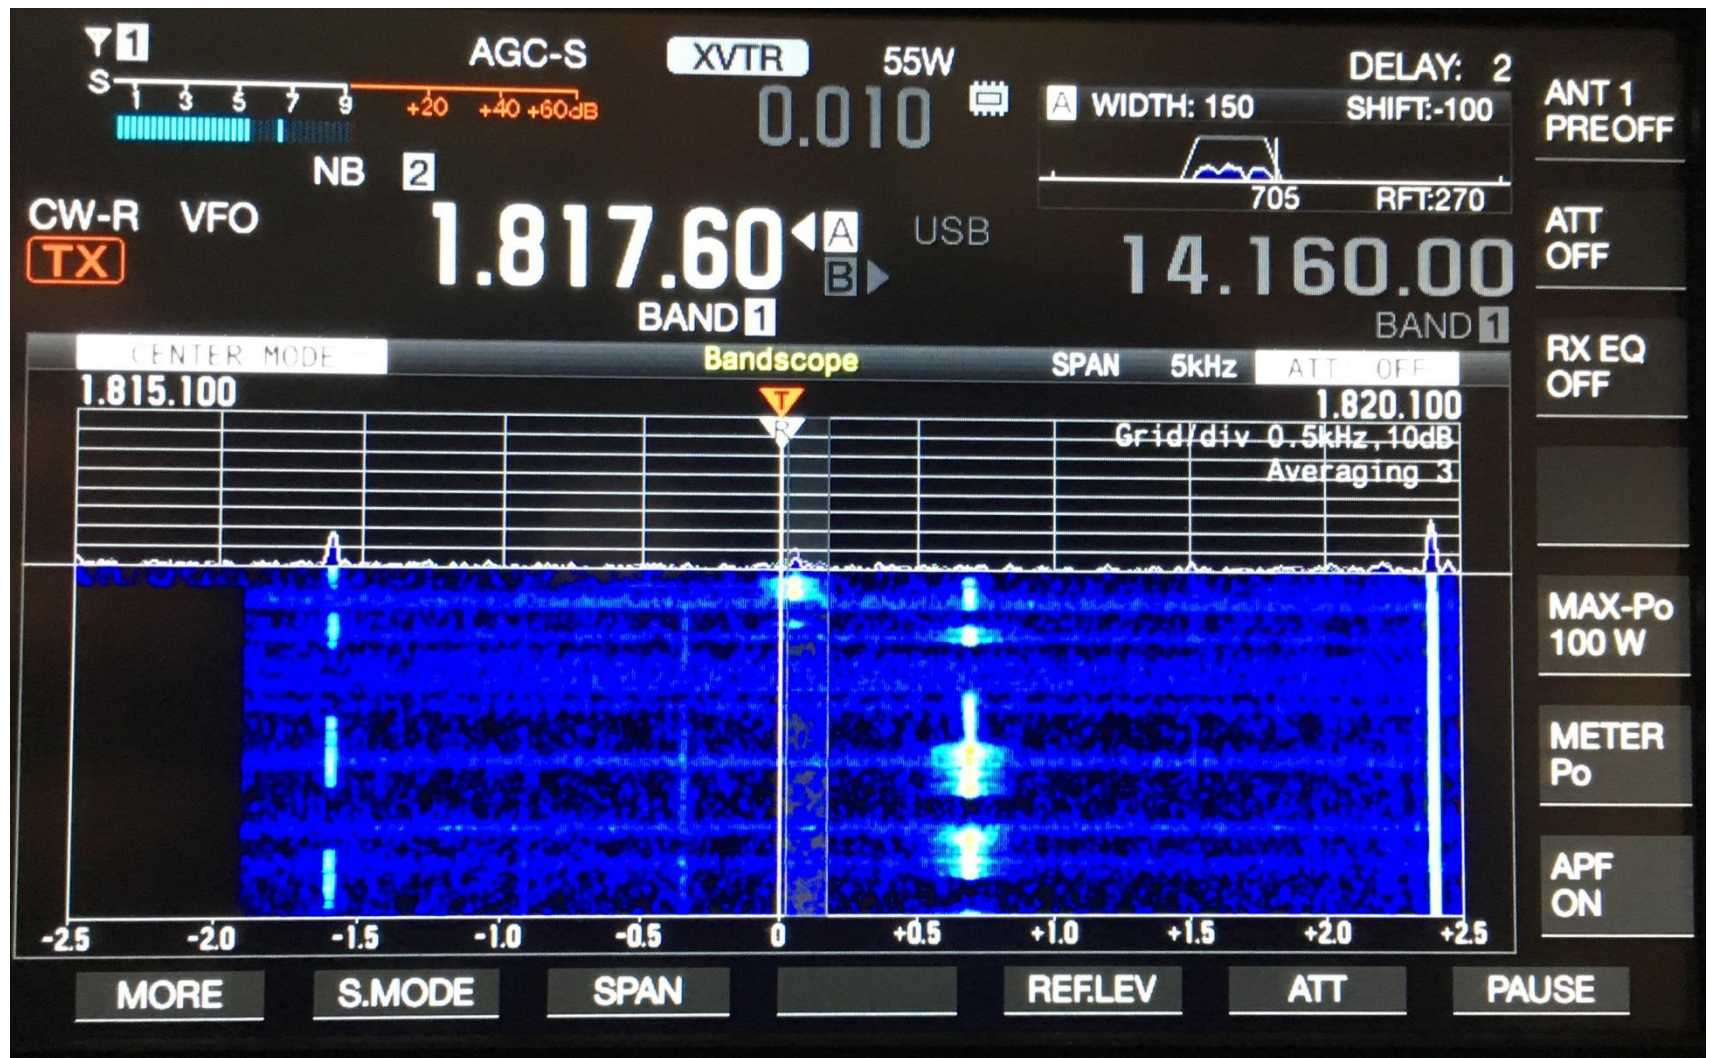 1 AGC-S XVTR 55W DELAY: 2
S 1 3 5 7 9 +20 +40 +60dB
0.010
A WIDTH: 150 SHIFT:-100
705 RFT:270
NB 2
CW-R VFO 1.817.60 A USB 14.160.00
TX B
BAND 1 BAND 1
ANT 1
PREOFF
ATT
OFF
RX EQ
OFF
MAX-Po
100 W
METER
Po
APF
ON
CENTER MODE Bandscope SPAN 5kHz ATT: OFF
1.815.100 1.820.100
T
R
Grid/div 0.5kHz,10dB
Averaging 3
-2.5 -2.0 -1.5 -1.0 -0.5 0 +0.5 +1.0 +1.5 +2.0 +2.5
MORE S.MODE SPAN REF.LEV ATT PAUSE